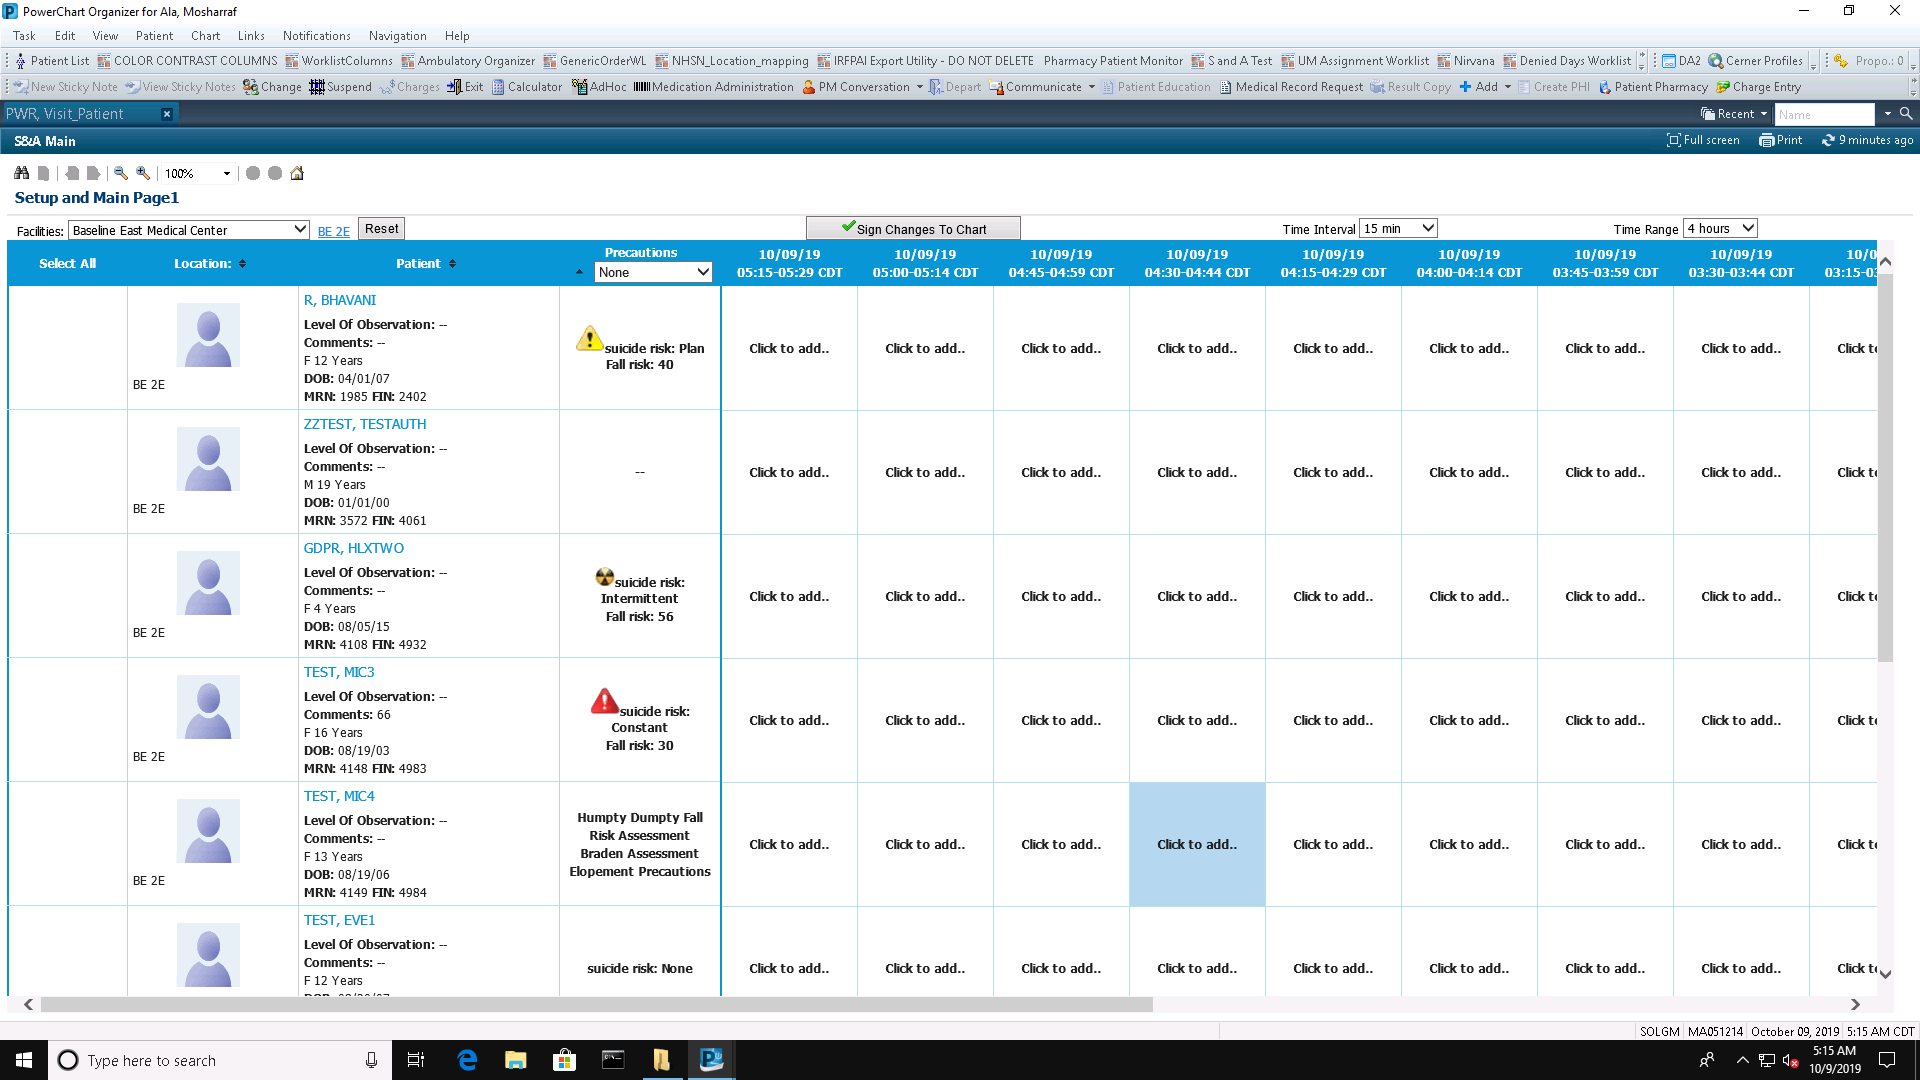 PowerChart Organizer for Ala, Mosharraf
Task Edit View Patient Chart Links Notifications Navigation Help
Patient List COLOR CONTRAST COLUMNS WorklistColumns Ambulatory Organizer GenericOrderWL NHSN_Location_mapping IRFPAI Export Utility - DO NOT DELETE Pharmacy Patient Monitor S and A Test UM Assignment Worklist Nirvana Denied Days Worklist DA2 Cerner Profiles Propo.: 0
New Sticky Note View Sticky Notes Change Suspend Charges Exit Calculator AdHoc Medication Administration PM Conversation Depart Communicate Patient Education Medical Record Request Result Copy Add Create PHI Patient Pharmacy Charge Entry
PWR, Visit_Patient × Recent Name
S&A Main Full screen Print 9 minutes ago
100%
Setup and Main Page1
Facilities: Baseline East Medical Center BE 2E Reset Sign Changes To Chart Time Interval 15 min Time Range 4 hours
Select All Location: Patient Precautions None
10/09/19 05:15-05:29 CDT
10/09/19 05:00-05:14 CDT
10/09/19 04:45-04:59 CDT
10/09/19 04:30-04:44 CDT
10/09/19 04:15-04:29 CDT
10/09/19 04:00-04:14 CDT
10/09/19 03:45-03:59 CDT
10/09/19 03:30-03:44 CDT
10/0 03:15-03
R, BHAVANI
Level Of Observation: --
Comments: --
F 12 Years
DOB: 04/01/07
MRN: 1985 FIN: 2402
BE 2E
suicide risk: Plan
Fall risk: 40
Click to add.. Click to add.. Click to add.. Click to add.. Click to add.. Click to add.. Click to add.. Click to add.. Click to
ZZTEST, TESTAUTH
Level Of Observation: --
Comments: --
M 19 Years
DOB: 01/01/00
MRN: 3572 FIN: 4061
BE 2E
--
Click to add.. Click to add.. Click to add.. Click to add.. Click to add.. Click to add.. Click to add.. Click to add.. Click to
GDPR, HLXTWO
Level Of Observation: --
Comments: --
F 4 Years
DOB: 08/05/15
MRN: 4108 FIN: 4932
BE 2E
suicide risk:
Intermittent
Fall risk: 56
Click to add.. Click to add.. Click to add.. Click to add.. Click to add.. Click to add.. Click to add.. Click to add.. Click to
TEST, MIC3
Level Of Observation: --
Comments: 66
F 16 Years
DOB: 08/19/03
MRN: 4148 FIN: 4983
BE 2E
suicide risk:
Constant
Fall risk: 30
Click to add.. Click to add.. Click to add.. Click to add.. Click to add.. Click to add.. Click to add.. Click to add.. Click to
TEST, MIC4
Level Of Observation: --
Comments: --
F 13 Years
DOB: 08/19/06
MRN: 4149 FIN: 4984
BE 2E
Humpty Dumpty Fall
Risk Assessment
Braden Assessment
Elopement Precautions
Click to add.. Click to add.. Click to add.. Click to add.. Click to add.. Click to add.. Click to add.. Click to add.. Click to
TEST, EVE1
Level Of Observation: --
Comments: --
F 12 Years
suicide risk: None
Click to add.. Click to add.. Click to add.. Click to add.. Click to add.. Click to add.. Click to add.. Click to add.. Click to
SOLGM MA051214 October 09, 2019 5:15 AM CDT
Type here to search
5:15 AM
10/9/2019